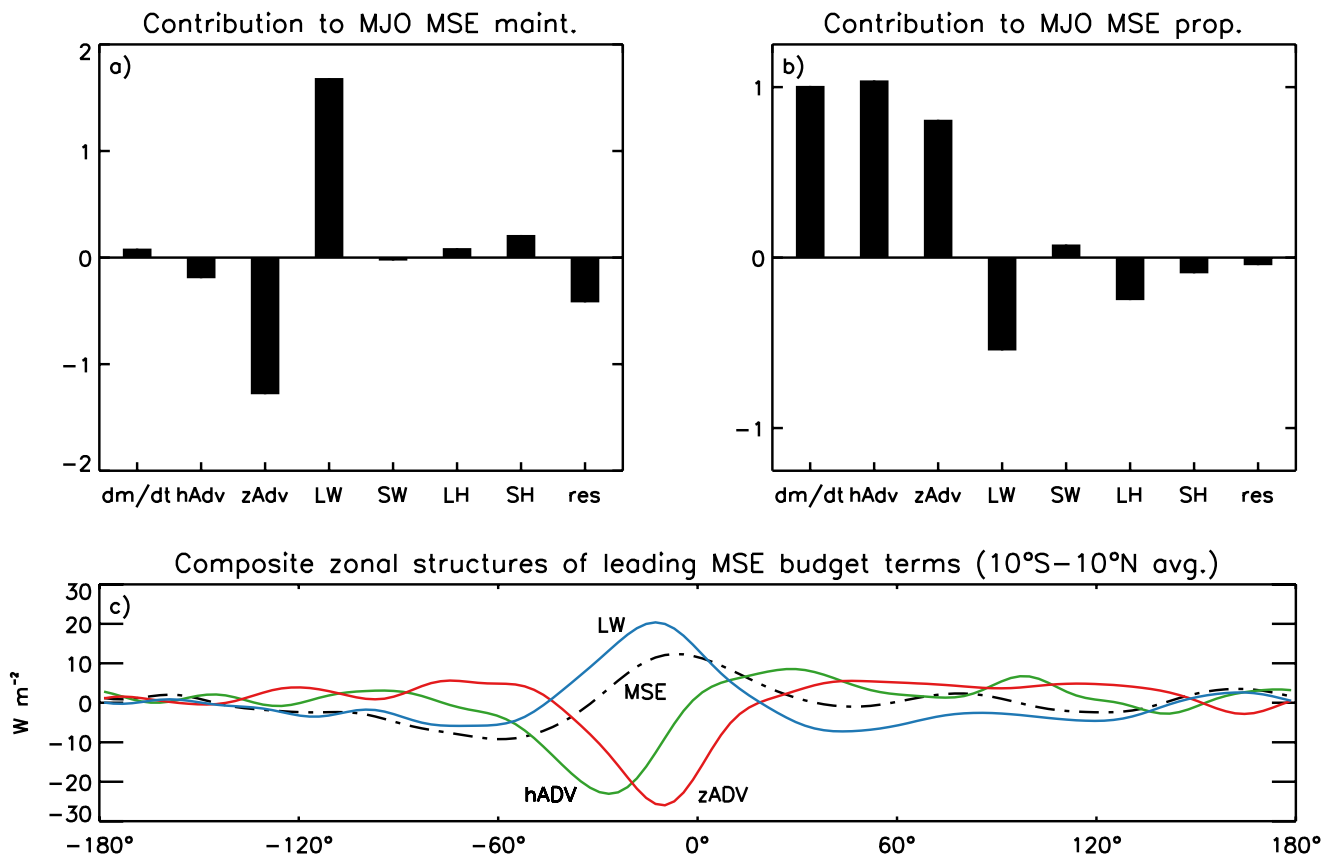 Contribution to MJO MSE maint.
a)
2
1
0
−1
−2
dm/dt hAdv zAdv LW SW LH SH res
Contribution to MJO MSE prop.
b)
1
0
−1
dm/dt hAdv zAdv LW SW LH SH res
Composite zonal structures of leading MSE budget terms (10°S−10°N avg.)
c)
W m⁻²
30
20
10
0
−10
−20
−30
LW
MSE
hADV
zADV
−180° −120° −60° 0° 60° 120° 180°